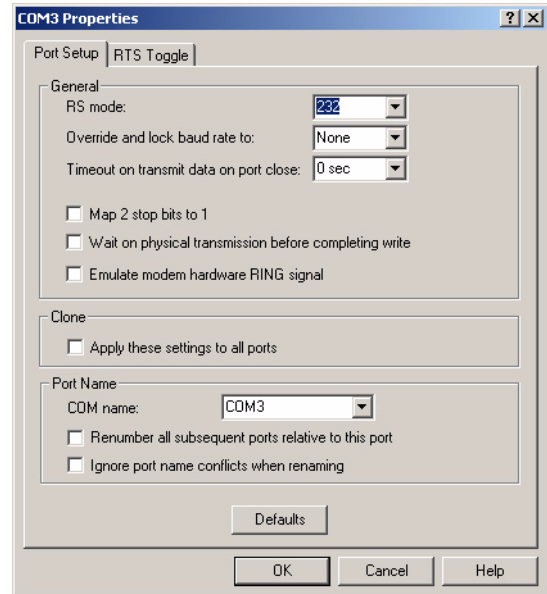 COM3 Properties
Port Setup RTS Toggle
General
RS mode: 232
Override and lock baud rate to: None
Timeout on transmit data on port close: 0 sec
Map 2 stop bits to 1
Wait on physical transmission before completing write
Emulate modem hardware RING signal
Clone
Apply these settings to all ports
Port Name
COM name: COM3
Renumber all subsequent ports relative to this port
Ignore port name conflicts when renaming
Defaults
OK Cancel Help